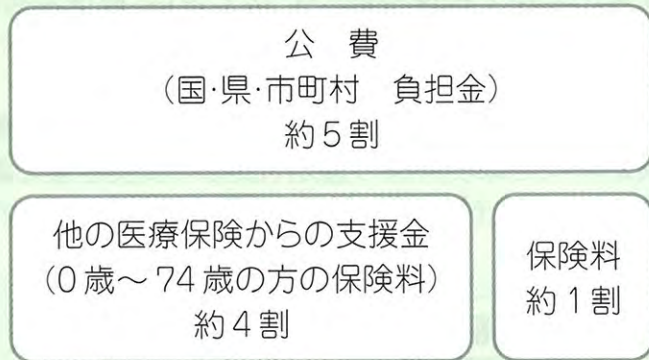 公　費
（国·県·市町村　負担金）
約５割
他の医療保険からの支援金
（０歳～74歳の方の保険料）
約４割
保険料
約１割